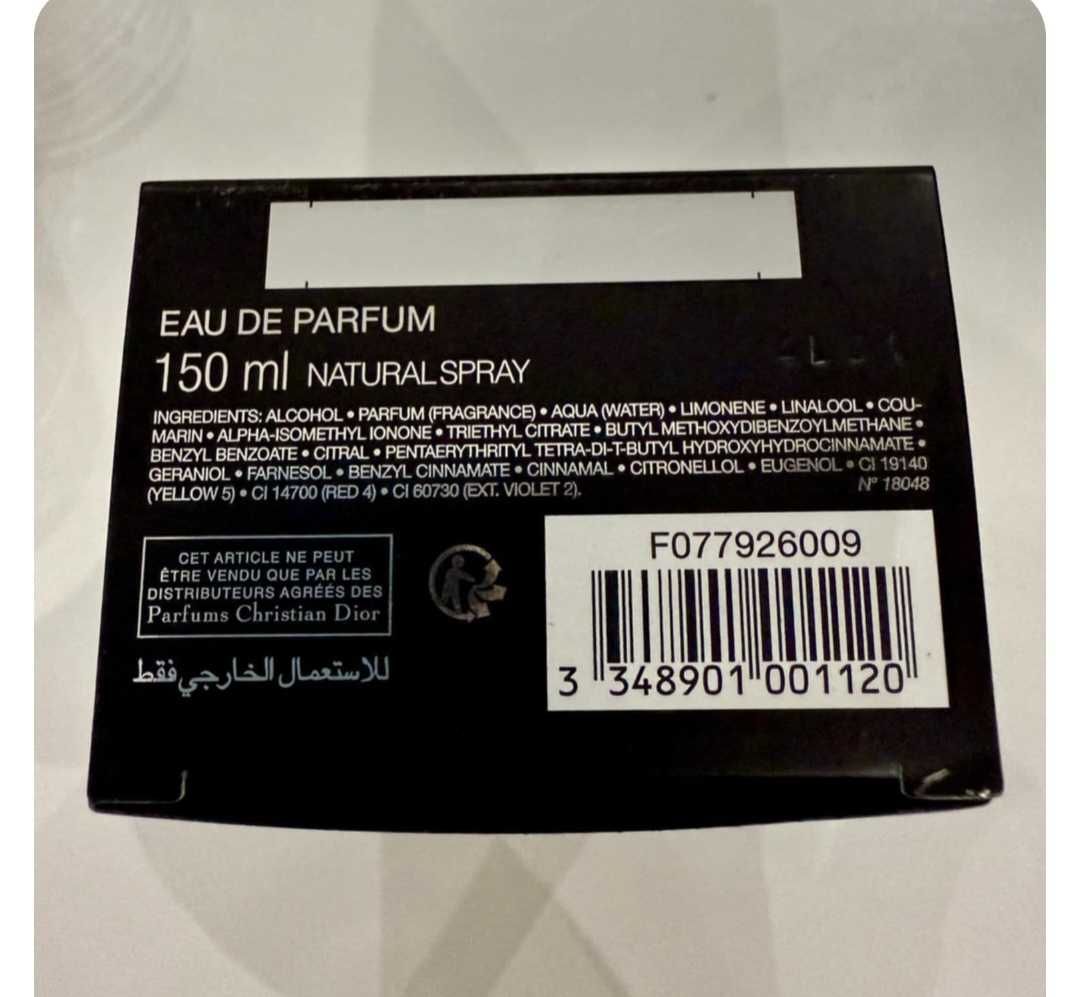 EAU DE PARFUM
150 ml NATURAL SPRAY
INGREDIENTS: ALCOHOL • PARFUM (FRAGRANCE) • AQUA (WATER) • LIMONENE • LINALOOL • COU-
MARIN • ALPHA-ISOMETHYL IONONE • TRIETHYL CITRATE • BUTYL METHOXYDIBENZOYLMETHANE •
BENZYL BENZOATE • CITRAL • PENTAERYTHRITYL TETRA-DI-T-BUTYL HYDROXYHYDROCINNAMATE •
GERANIOL • FARNESOL • BENZYL CINNAMATE • CINNAMAL • CITRONELLOL • EUGENOL • CI 19140
(YELLOW 5) • CI 14700 (RED 4) • CI 60730 (EXT. VIOLET 2).
N° 18048
CET ARTICLE NE PEUT
ÊTRE VENDU QUE PAR LES
DISTRIBUTEURS AGRÉÉS DES
Parfums Christian Dior
للاستعمال الخارجي فقط
F077926009
3 348901 001120